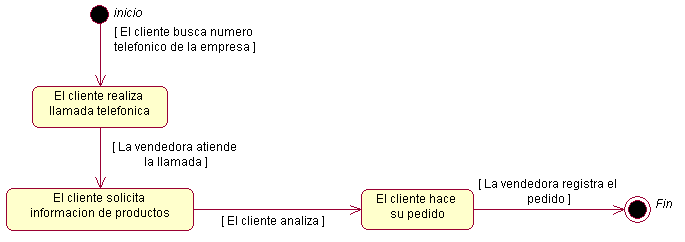 inicio
[ El cliente busca numero
telefonico de la empresa ]
El cliente realiza
llamada telefonica
[ La vendedora atiende
la llamada ]
El cliente solicita
informacion de productos
[ El cliente analiza ]
El cliente hace
su pedido
[ La vendedora registra el
pedido ]
Fin